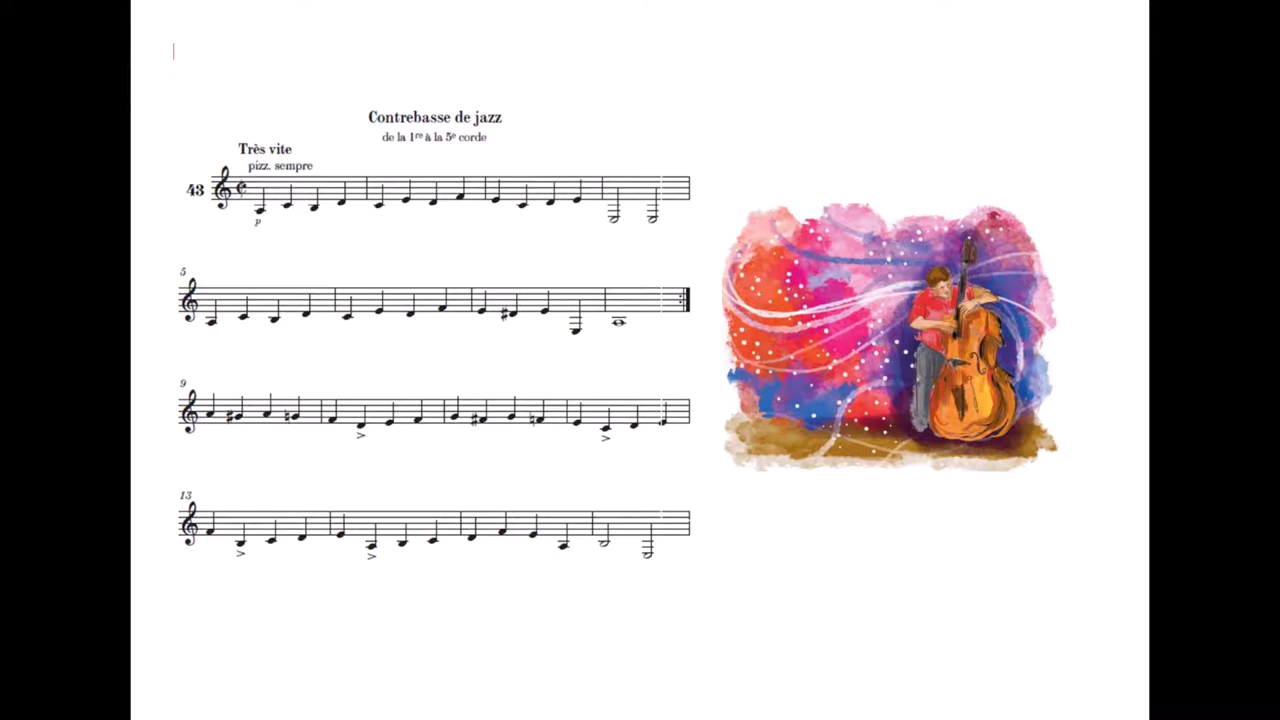 Contrebasse de jazz
de la 1re à la 5e corde
Très vite
pizz. sempre
43
p
5
9
13